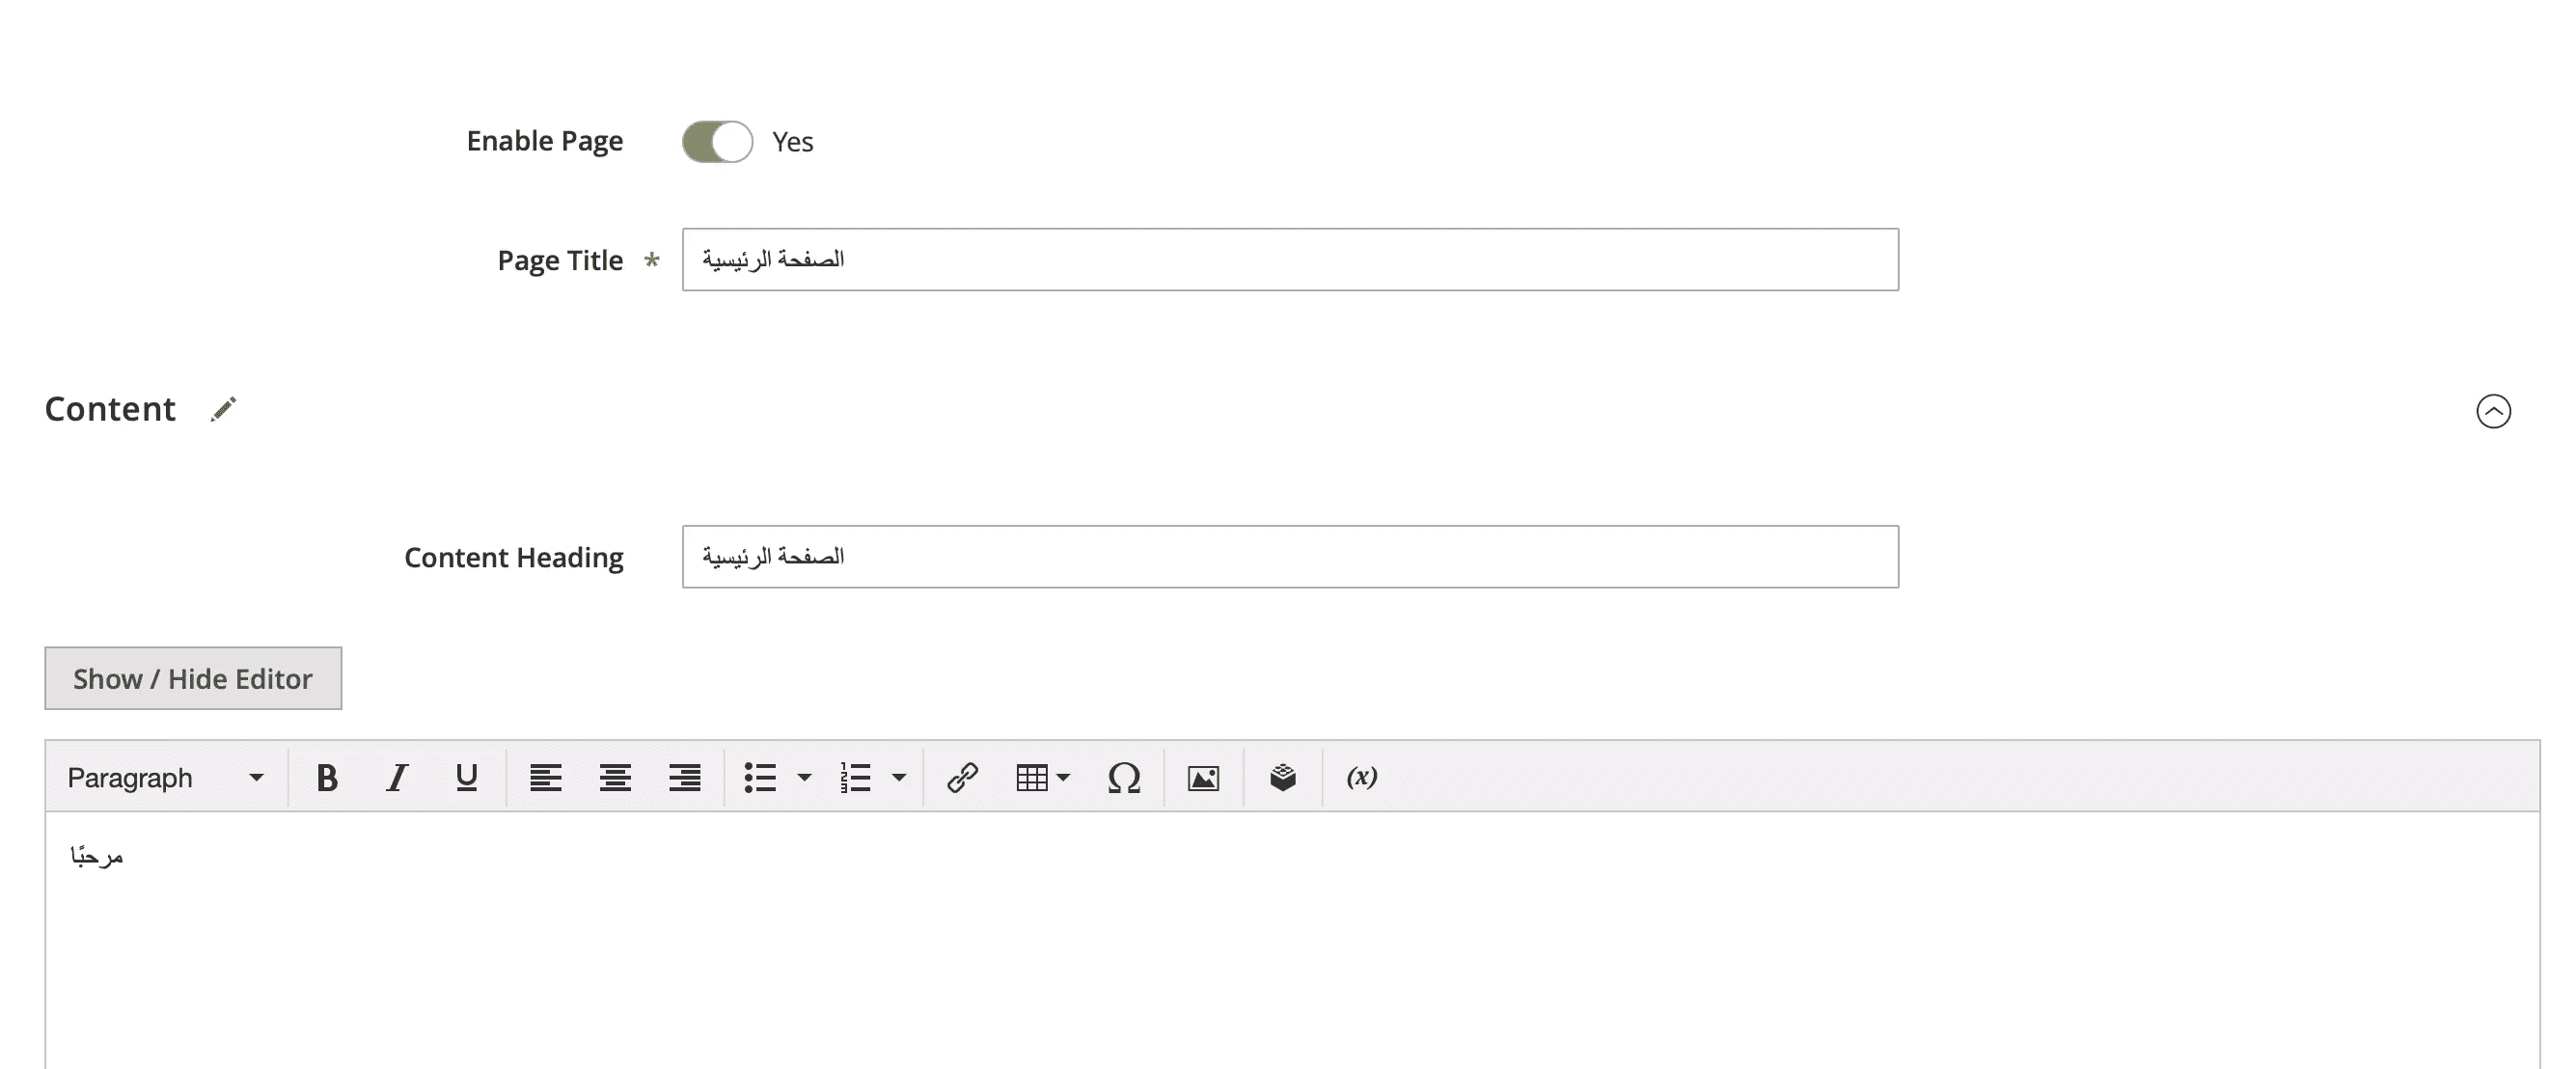 Enable Page Yes
Page Title * الصفحة الرئيسية
Content
Content Heading الصفحة الرئيسية
Show / Hide Editor
Paragraph B I U Ω (x)
مرحبًا